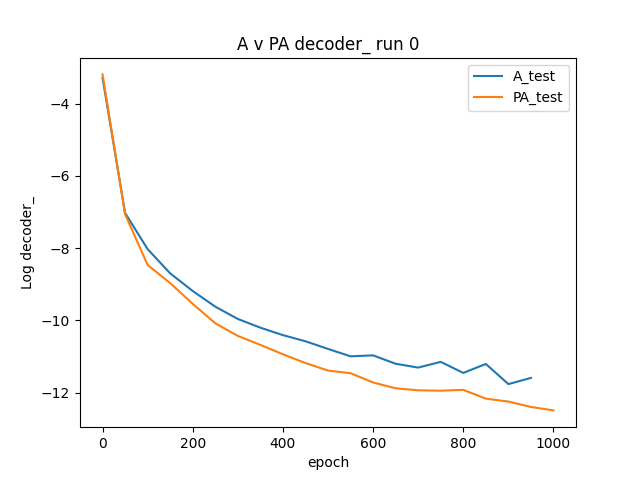 A v PA decoder_ run 0
A_test
PA_test
Log decoder_
−4
−6
−8
−10
−12
0
200
400
600
800
1000
epoch